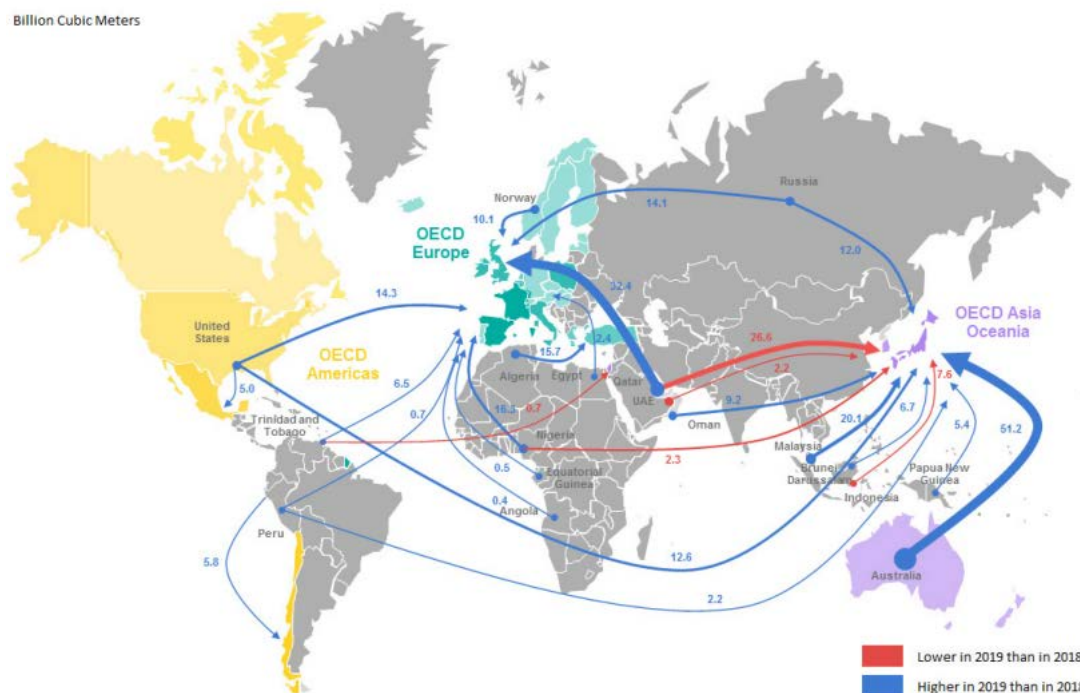 Billion Cubic Meters
Russia
Norway
14.1
10.1
OECD
Europe
12.0
14.3
32.4
OECD Asia
Oceania
United
States
26.6
OECD
Americas
15.7
2.4
2.2
7.6
Algeria
Egypt
Qatar
5.0
6.5
UAE
9.2
0.7
0.7
Oman
20.1
6.7
Trinidad and
Tobago
16.3
5.4
51.2
Nigeria
Malaysia
2.3
Brunei
Darussalam
Papua New
Guinea
0.5
Equatorial
Guinea
Indonesia
0.4
Angola
Peru
12.6
5.8
2.2
Australia
Lower in 2019 than in 2018
Higher in 2019 than in 2018